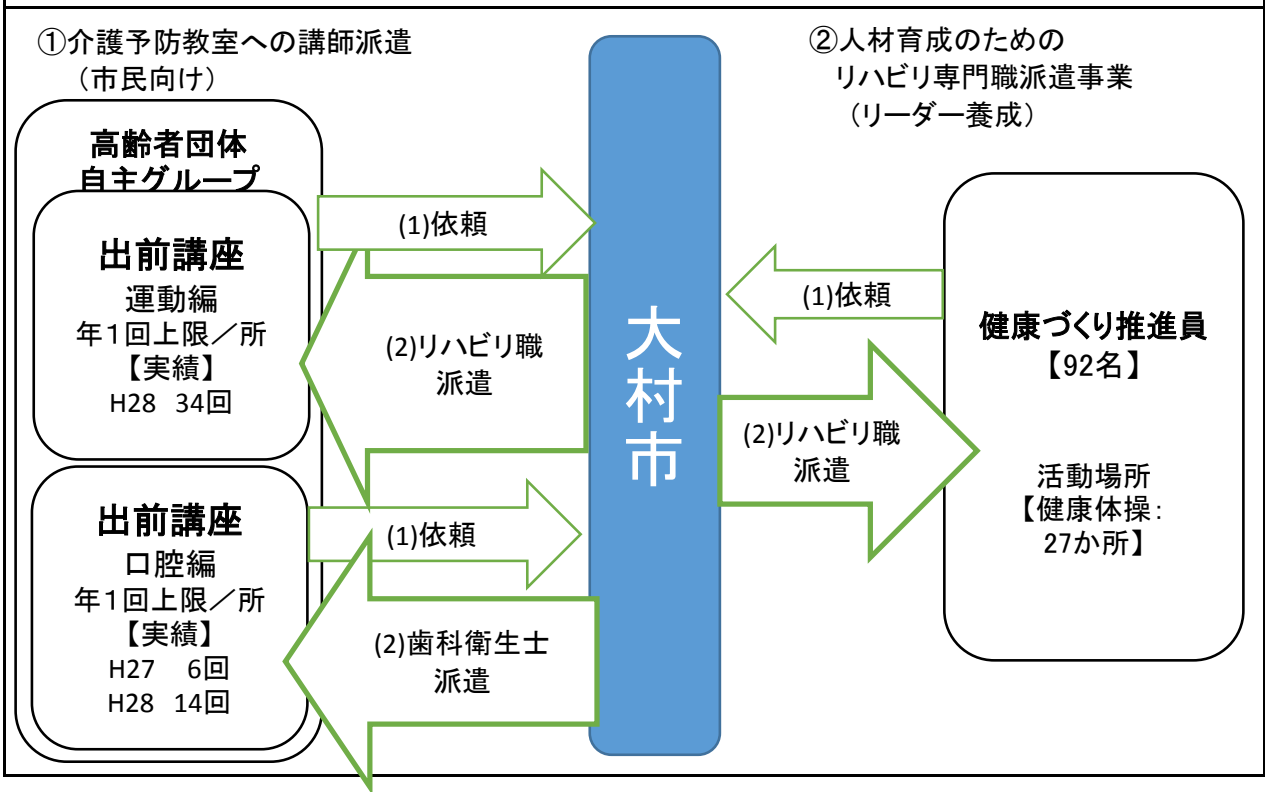 ①介護予防教室への講師派遣
（市民向け）
高齢者団体
自主グループ
出前講座
運動編
年１回上限／所
【実績】
H28 34回
(1)依頼
(2)リハビリ職
派遣
出前講座
口腔編
年１回上限／所
【実績】
H27 6回
H28 14回
(1)依頼
(2)歯科衛生士
派遣
大村市
②人材育成のための
リハビリ専門職派遣事業
（リーダー養成）
(1)依頼
(2)リハビリ職
派遣
健康づくり推進員
【92名】
活動場所
【健康体操：
27か所】